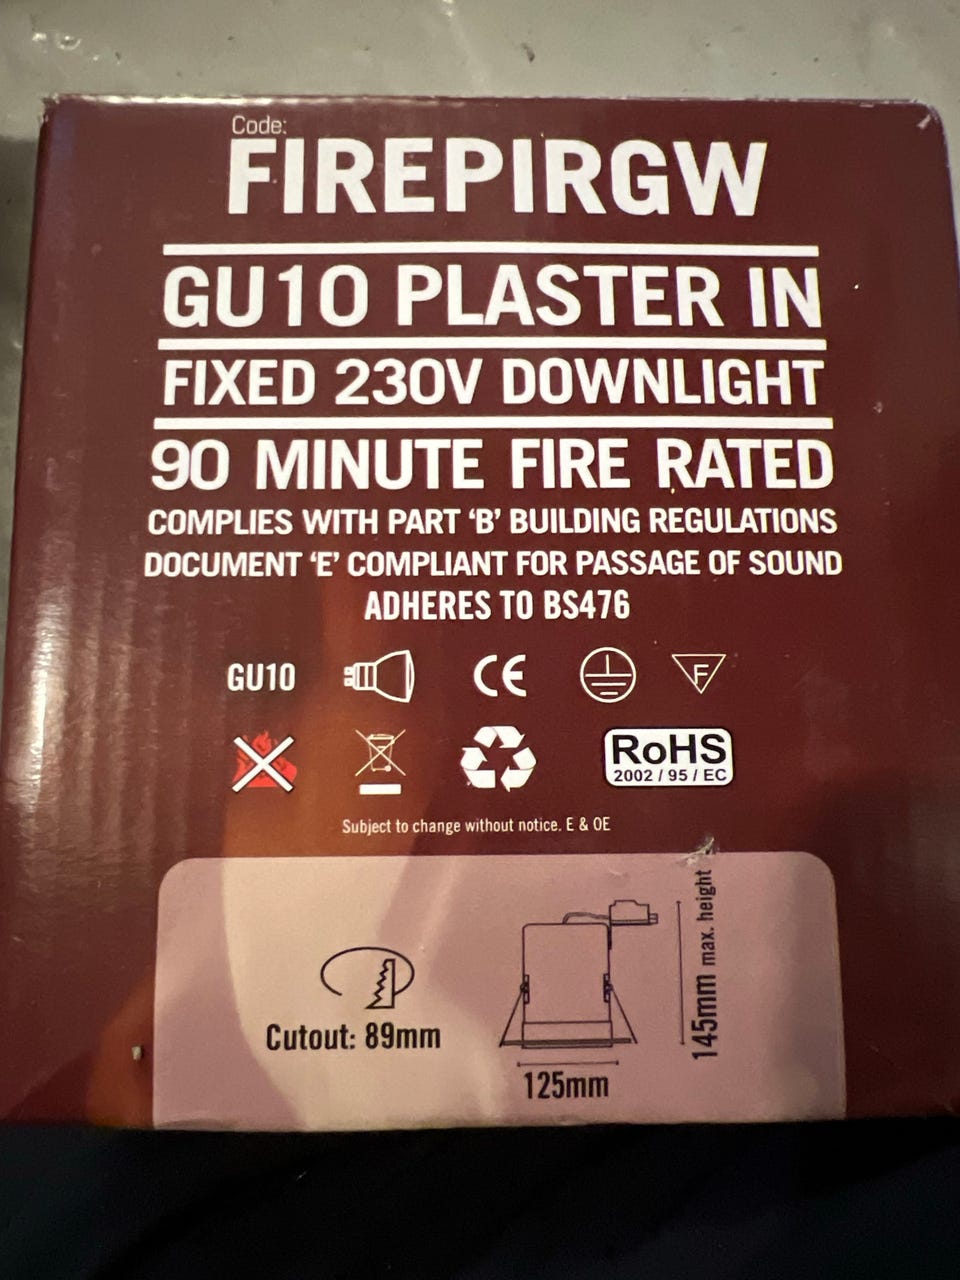 Code:
FIREPIRGW
GU10 PLASTER IN
FIXED 230V DOWNLIGHT
90 MINUTE FIRE RATED
COMPLIES WITH PART ‘B’ BUILDING REGULATIONS
DOCUMENT ‘E’ COMPLIANT FOR PASSAGE OF SOUND
ADHERES TO BS476
GU10 CE F
RoHS
2002 / 95 / EC
Subject to change without notice. E & OE
Cutout: 89mm
125mm
145mm max. height